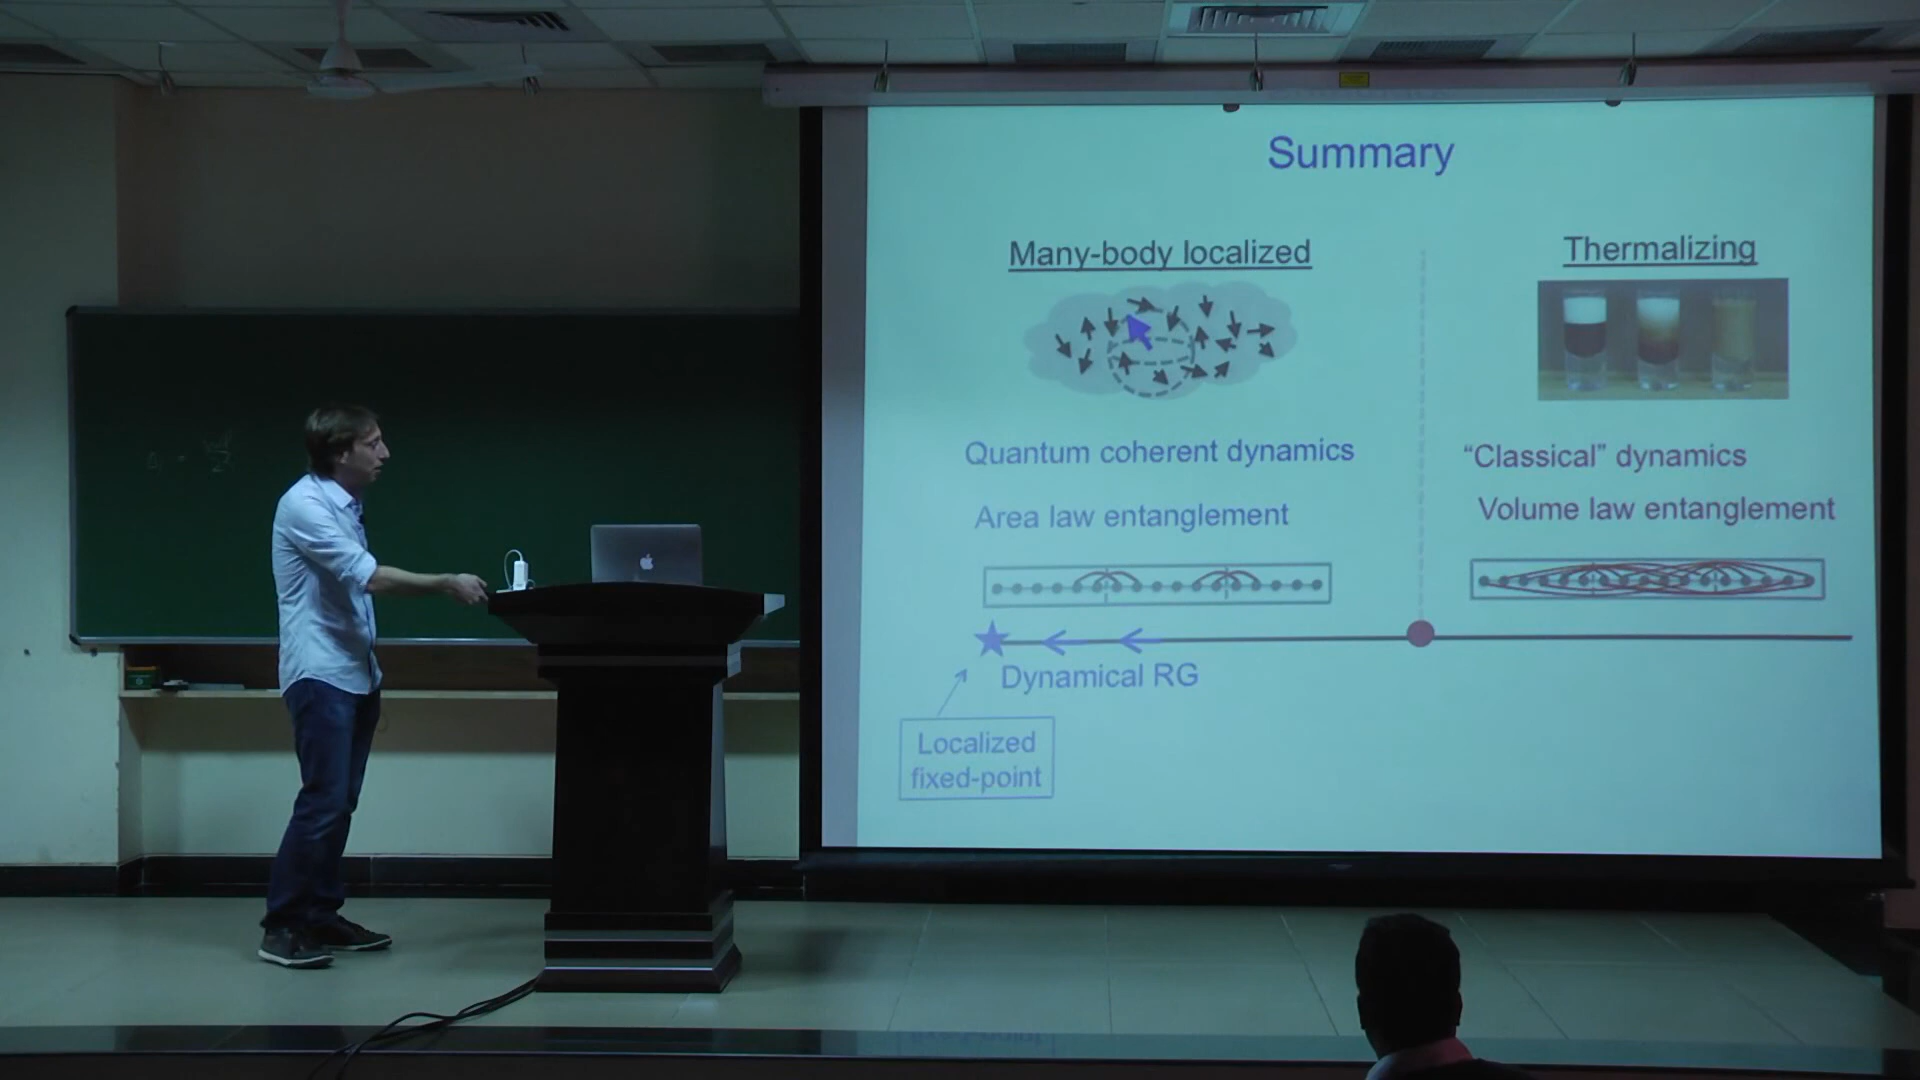 Summary
Many-body localized
Thermalizing
Quantum coherent dynamics
“Classical” dynamics
Area law entanglement
Volume law entanglement
Dynamical RG
Localized
fixed-point